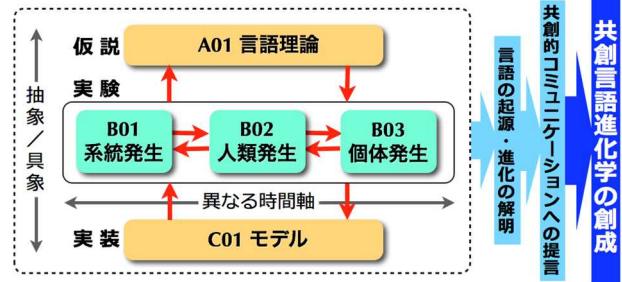 仮説
A01 言語理論
実験
B01
系統発生
B02
人類発生
B03
個体発生
異なる時間軸
実装
C01 モデル
抽象/具象
言語の起源・進化の解明
共創的コミュニケーションへの提言
共創言語進化学の創成